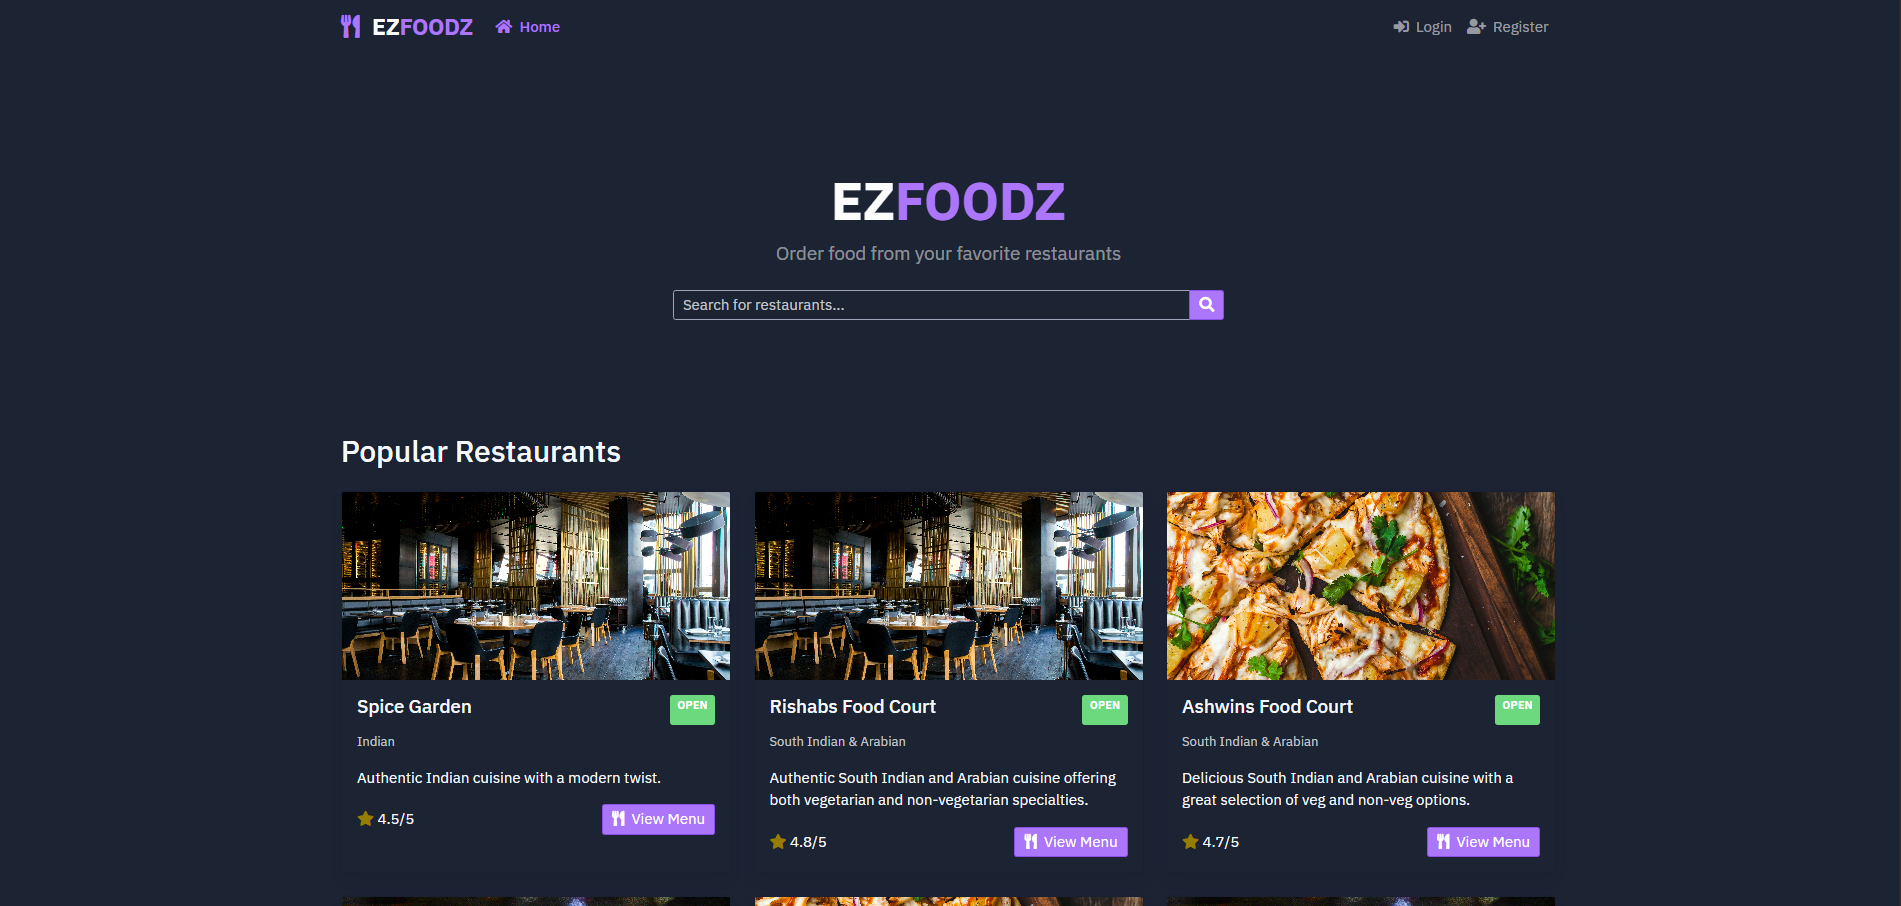 EZFOODZ Home Login Register
EZFOODZ
Order food from your favorite restaurants
Search for restaurants...
Popular Restaurants
Spice Garden
OPEN
Indian
Authentic Indian cuisine with a modern twist.
4.5/5
View Menu
Rishabs Food Court
OPEN
South Indian & Arabian
Authentic South Indian and Arabian cuisine offering
both vegetarian and non-vegetarian specialties.
4.8/5
View Menu
Ashwins Food Court
OPEN
South Indian & Arabian
Delicious South Indian and Arabian cuisine with a
great selection of veg and non-veg options.
4.7/5
View Menu